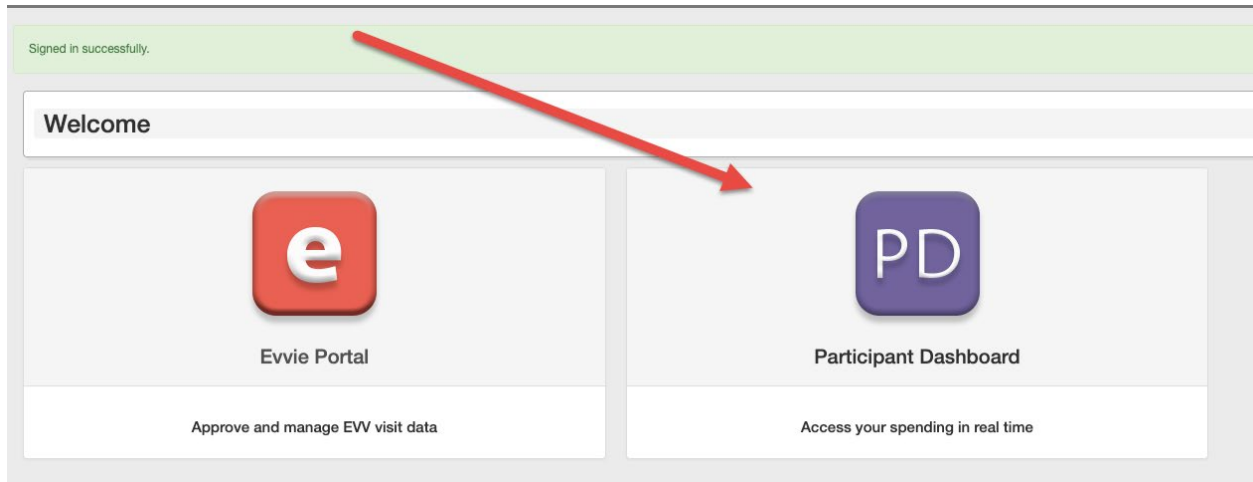 Signed in successfully.
Welcome
e
PD
Evvie Portal
Participant Dashboard
Approve and manage EVV visit data
Access your spending in real time